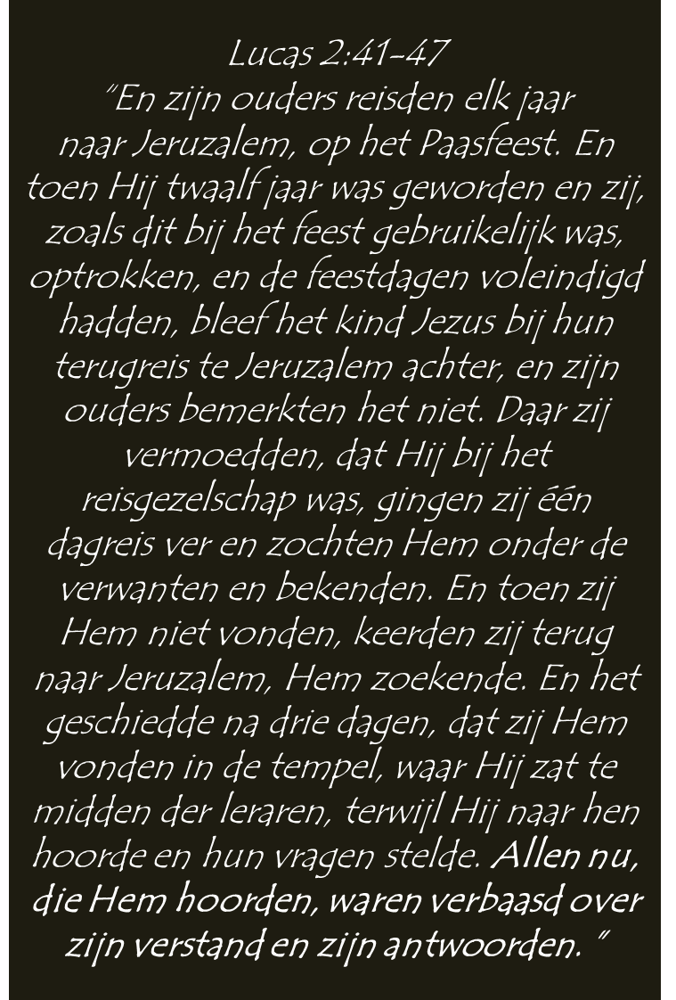 Lucas 2:41-47
“En zijn ouders reisden elk jaar
naar Jeruzalem, op het Paasfeest. En
toen Hij twaalf jaar was geworden en zij,
zoals dit bij het feest gebruikelijk was,
optrokken, en de feestdagen voleindigd
hadden, bleef het kind Jezus bij hun
terugreis te Jeruzalem achter, en zijn
ouders bemerkten het niet. Daar zij
vermoedden, dat Hij bij het
reisgezelschap was, gingen zij één
dagreis ver en zochten Hem onder de
verwanten en bekenden. En toen zij
Hem niet vonden, keerden zij terug
naar Jeruzalem, Hem zoekende. En het
geschiedde na drie dagen, dat zij Hem
vonden in de tempel, waar Hij zat te
midden der leraren, terwijl Hij naar hen
hoorde en hun vragen stelde. Allen nu,
die Hem hoorden, waren verbaasd over
zijn verstand en zijn antwoorden. “